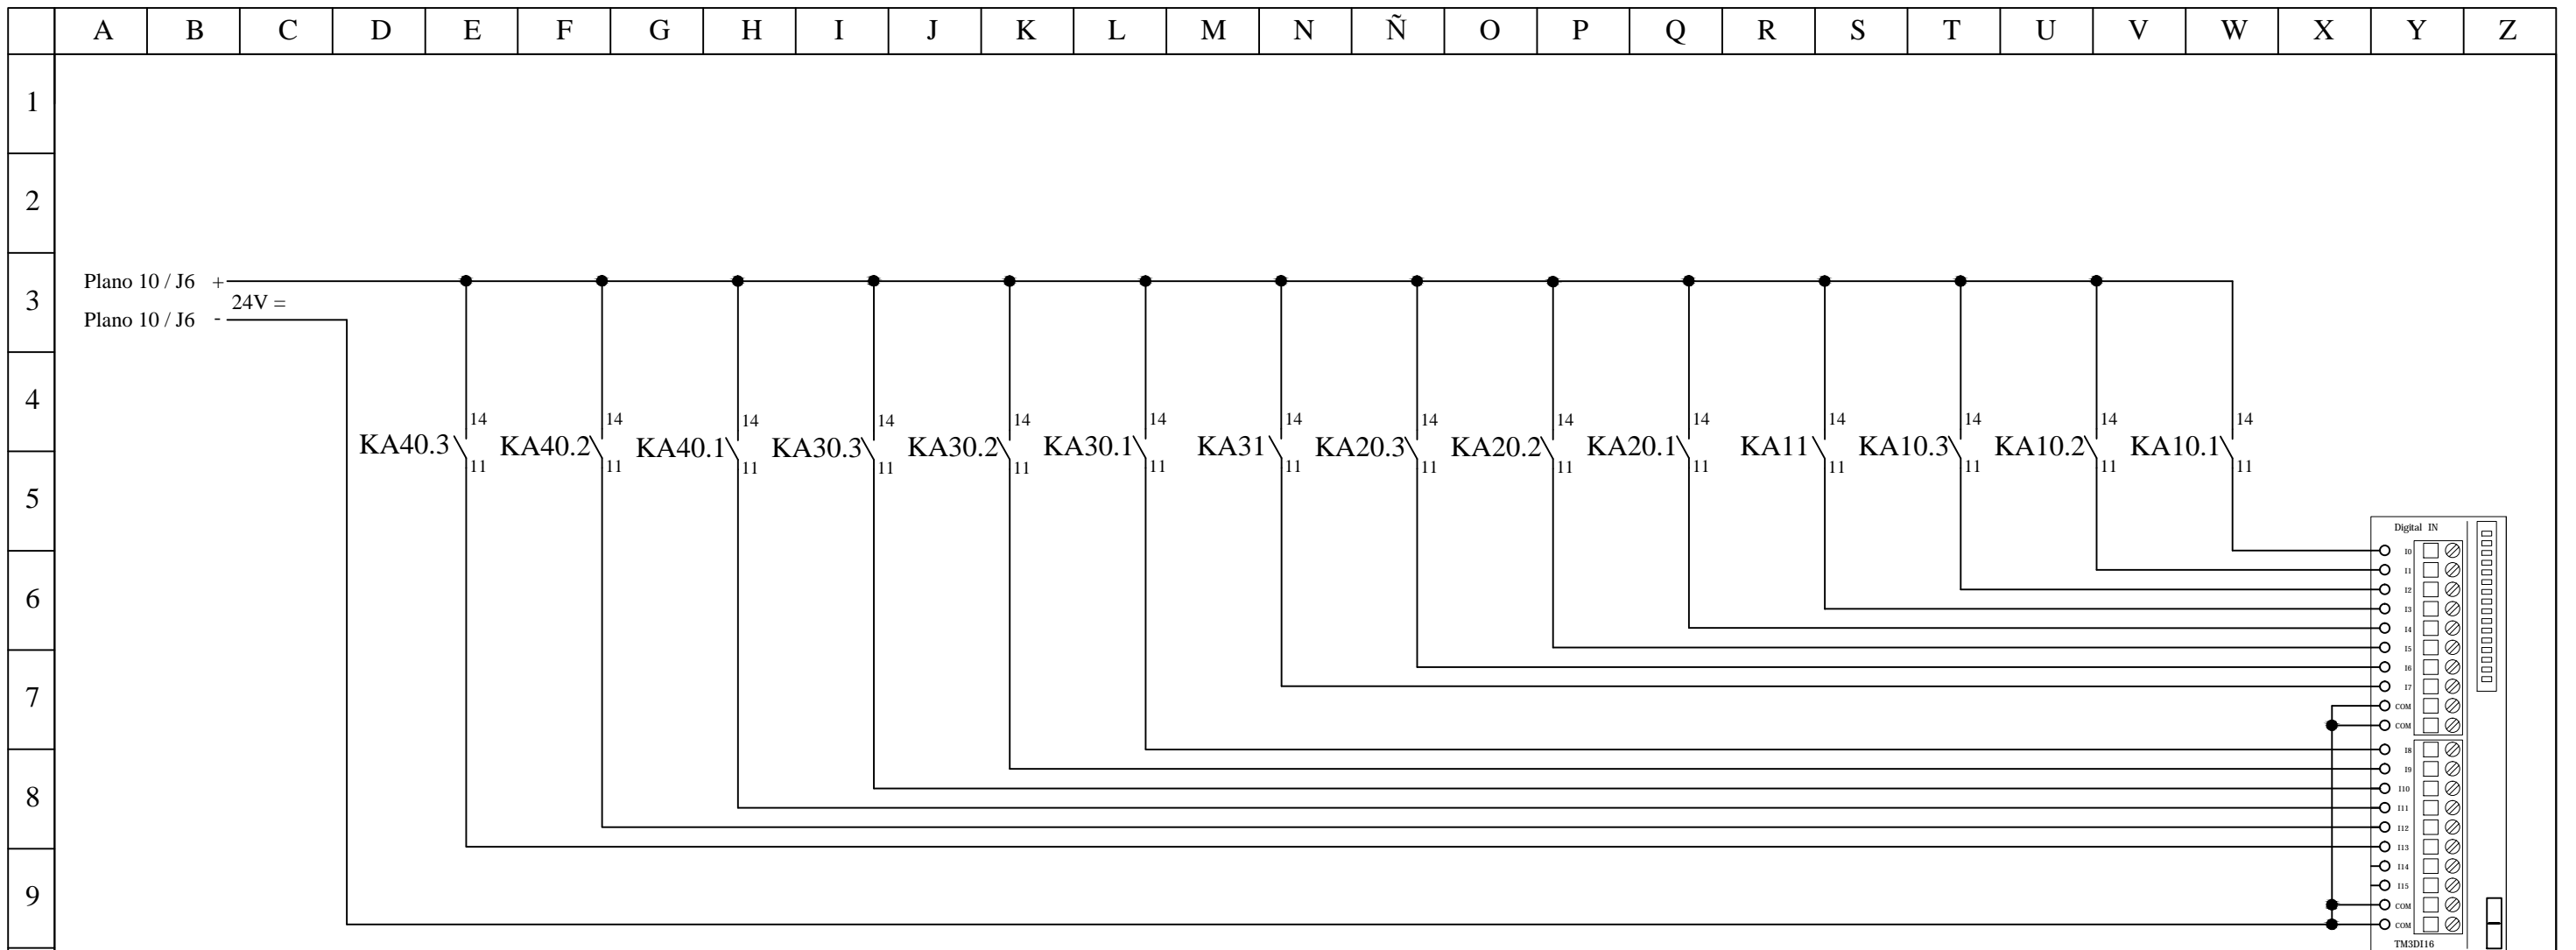 A B C D E F G H I J K L M N Ñ O P Q R S T U V W X Y Z
1
2
Plano 10 / J6 +
3
24V =
Plano 10 / J6 -
4
14 14 14 14 14 14 14 14 14 14 14 14 14 14
KA40.3 KA40.2 KA40.1 KA30.3 KA30.2 KA30.1 KA31 KA20.3 KA20.2 KA20.1 KA11 KA10.3 KA10.2 KA10.1
11 11 11 11 11 11 11 11 11 11 11 11 11 11
5
Digital IN
I0
I1
I2
6
I3
I4
I5
I6
I7
7
COM
COM
I8
I9
I10
8
I11
I12
I13
I14
I15
9
COM
COM
TM3DI16